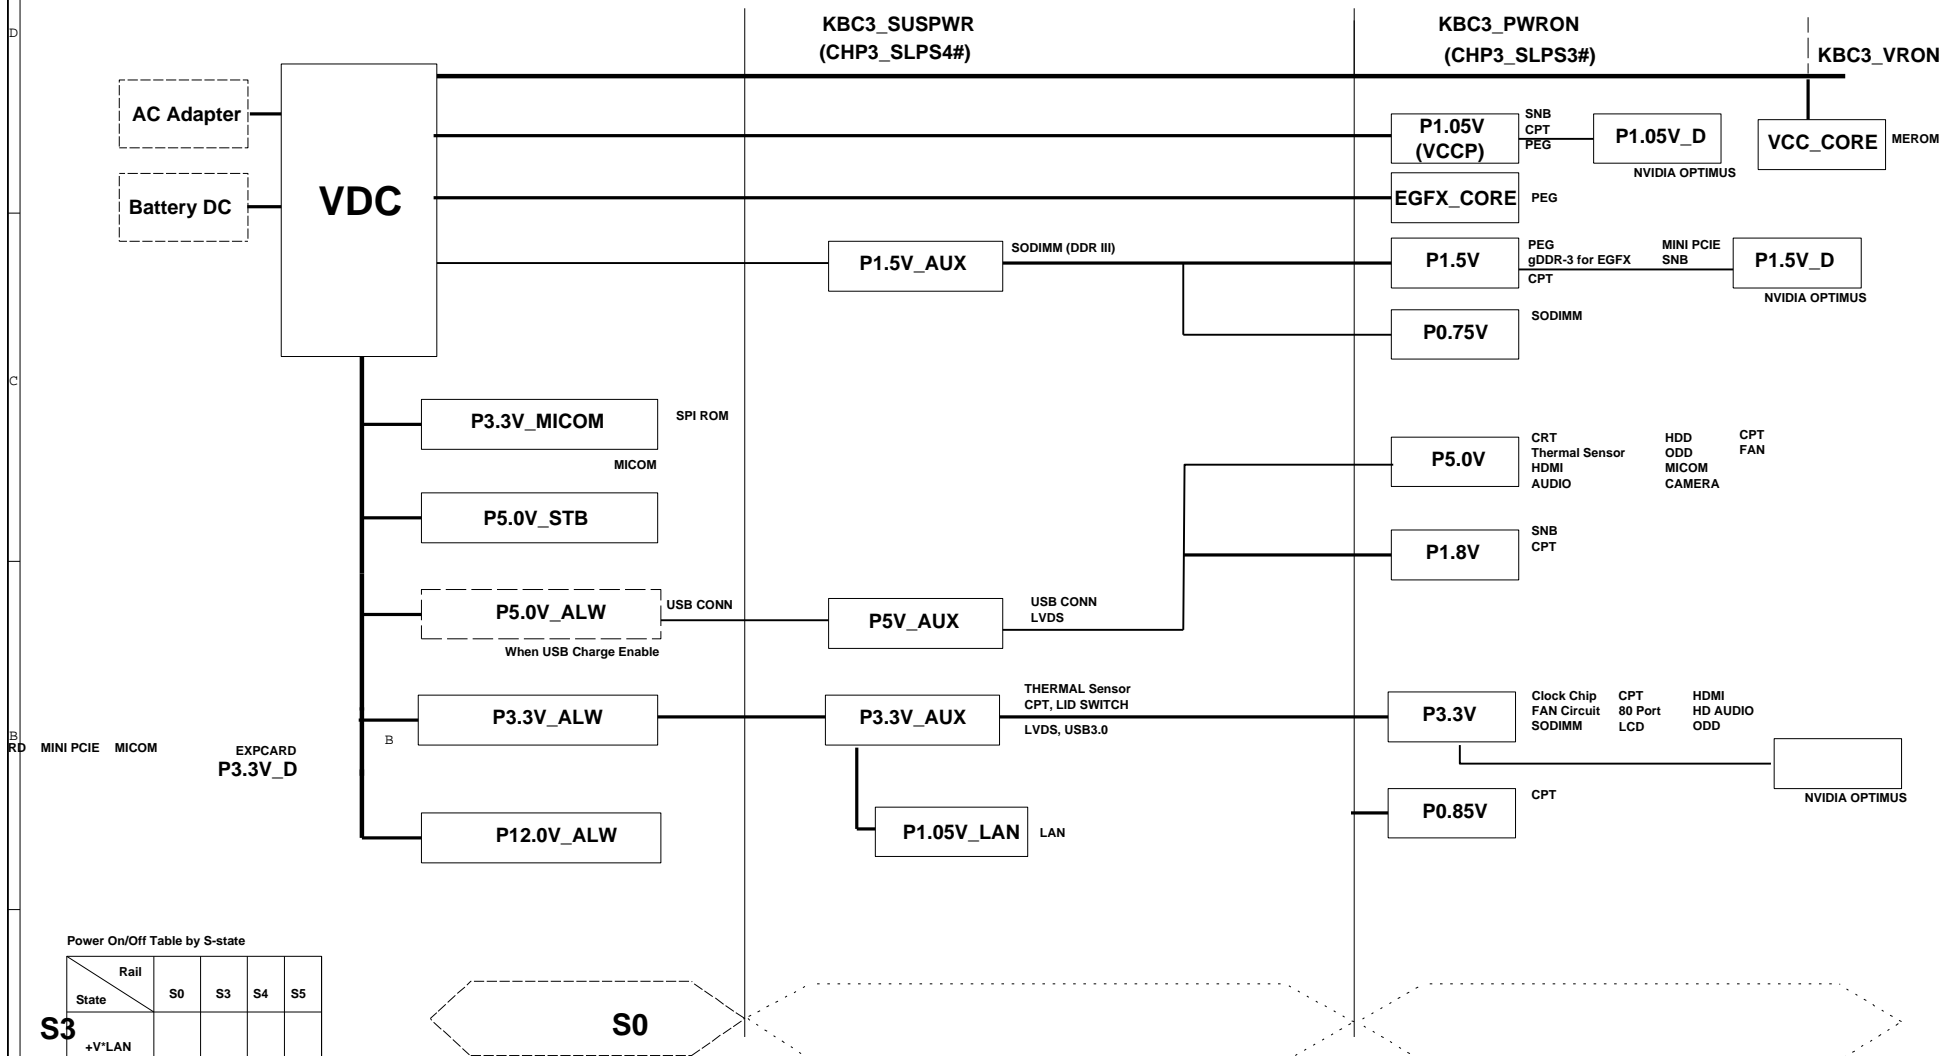 D
KBC3_SUSPWR
(CHP3_SLPS4#)
KBC3_PWRON
(CHP3_SLPS3#)
KBC3_VRON
AC Adapter
Battery DC
VDC
P1.05V
(VCCP)
SNB
CPT
PEG
P1.05V_D
NVIDIA OPTIMUS
VCC_CORE
MEROM
EGFX_CORE
PEG
P1.5V_AUX
SODIMM (DDR III)
P1.5V
PEG
gDDR-3 for EGFX
CPT
MINI PCIE
SNB
P1.5V_D
NVIDIA OPTIMUS
P0.75V
SODIMM
C
P3.3V_MICOM
SPI ROM
MICOM
P5.0V_STB
P5.0V
CRT
Thermal Sensor
HDMI
AUDIO
HDD
ODD
MICOM
CAMERA
CPT
FAN
P1.8V
SNB
CPT
P5.0V_ALW
USB CONN
When USB Charge Enable
P5V_AUX
USB CONN
LVDS
P3.3V_ALW
P3.3V_AUX
THERMAL Sensor
CPT, LID SWITCH
LVDS, USB3.0
P3.3V
Clock Chip
FAN Circuit
SODIMM
CPT
80 Port
LCD
HDMI
HD AUDIO
ODD
NVIDIA OPTIMUS
B
B
RD MINI PCIE MICOM
EXPCARD
P3.3V_D
P12.0V_ALW
P1.05V_LAN
LAN
P0.85V
CPT
Power On/Off Table by S-state
Rail
State
S0 S3 S4 S5
+V*LAN
S3
S0